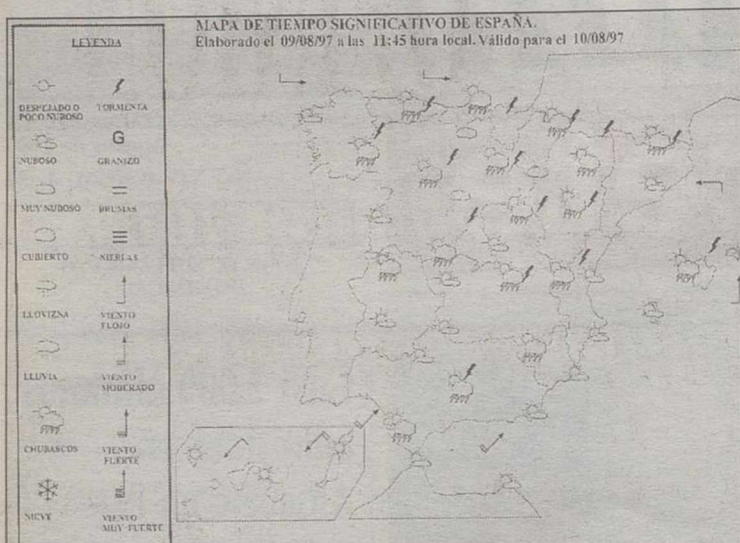 MAPA DE TIEMPO SIGNIFICATIVO DE ESPAÑA.
Elaborado el 09/08/97 a las 11:45 hora local. Válido para el 10/08/97
LEYENDA
DESPEJADO O
POCO NUBOSO
TORMENTA
NUBOSO
G
GRANIZO
MUY NUBOSO
BRUMAS
CUBIERTO
NIEBLAS
LLOVIZNA
VIENTO
FLOJO
LLUVIA
VIENTO
MODERADO
CHUBASCOS
VIENTO
FUERTE
NIEVE
VIENTO
MUY FUERTE